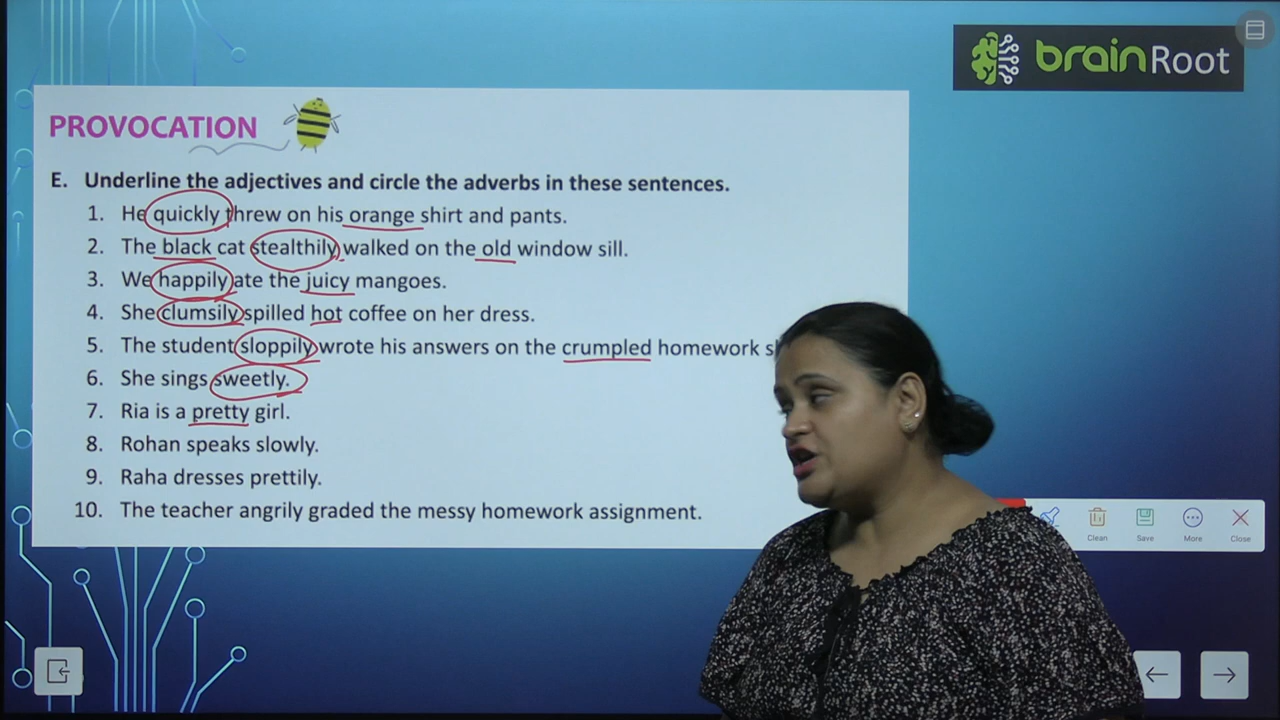 brainRoot
PROVOCATION
E. Underline the adjectives and circle the adverbs in these sentences.
1. He quickly threw on his orange shirt and pants.
2. The black cat stealthily walked on the old window sill.
3. We happily ate the juicy mangoes.
4. She clumsily spilled hot coffee on her dress.
5. The student sloppily wrote his answers on the crumpled homework
6. She sings sweetly.
7. Ria is a pretty girl.
8. Rohan speaks slowly.
9. Raha dresses prettily.
10. The teacher angrily graded the messy homework assignment.
Clean Save More Close